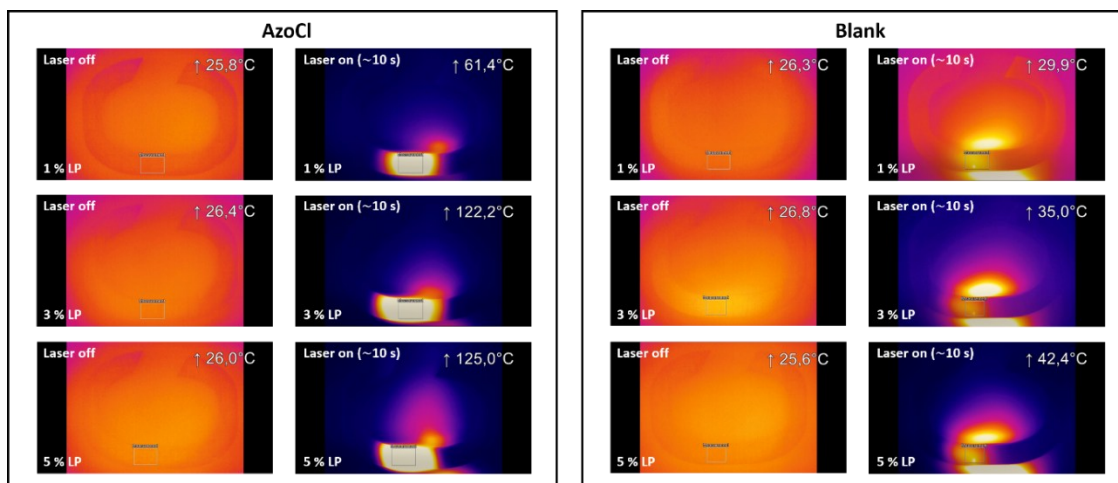 AzoCl
Laser off
↑ 25,8°C
1 % LP
Laser on (~10 s)
↑ 61,4°C
1 % LP
Laser off
↑ 26,4°C
3 % LP
Laser on (~10 s)
↑ 122,2°C
3 % LP
Laser off
↑ 26,0°C
5 % LP
Laser on (~10 s)
↑ 125,0°C
5 % LP
Blank
Laser off
↑ 26,3°C
1 % LP
Laser on (~10 s)
↑ 29,9°C
1 % LP
Laser off
↑ 26,8°C
3 % LP
Laser on (~10 s)
↑ 35,0°C
3 % LP
Laser off
↑ 25,6°C
5 % LP
Laser on (~10 s)
↑ 42,4°C
5 % LP